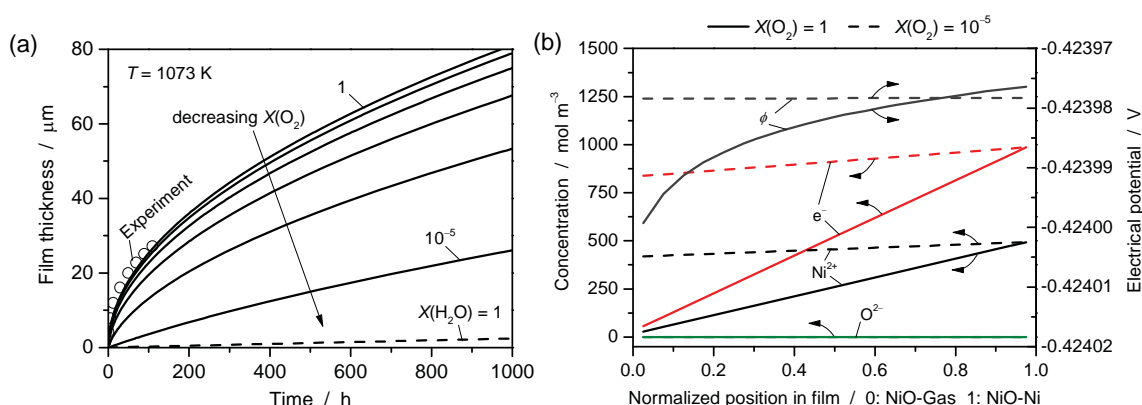 (a)
T = 1073 K
1
decreasing X(O₂)
Experiment
10⁻⁵
X(H₂O) = 1
80
60
40
20
0
Film thickness / μm
0 200 400 600 800 1000
Time / h
(b)
X(O₂) = 1 X(O₂) = 10⁻⁵
1500
1250
1000
750
500
250
0
Concentration / mol m⁻³
ϕ
e⁻
Ni²⁺
O²⁻
-0.42397
-0.42398
-0.42399
-0.42400
-0.42401
-0.42402
Electrical potential / V
0.0 0.2 0.4 0.6 0.8 1.0
Normalized position in film / 0: NiO-Gas 1: NiO-Ni